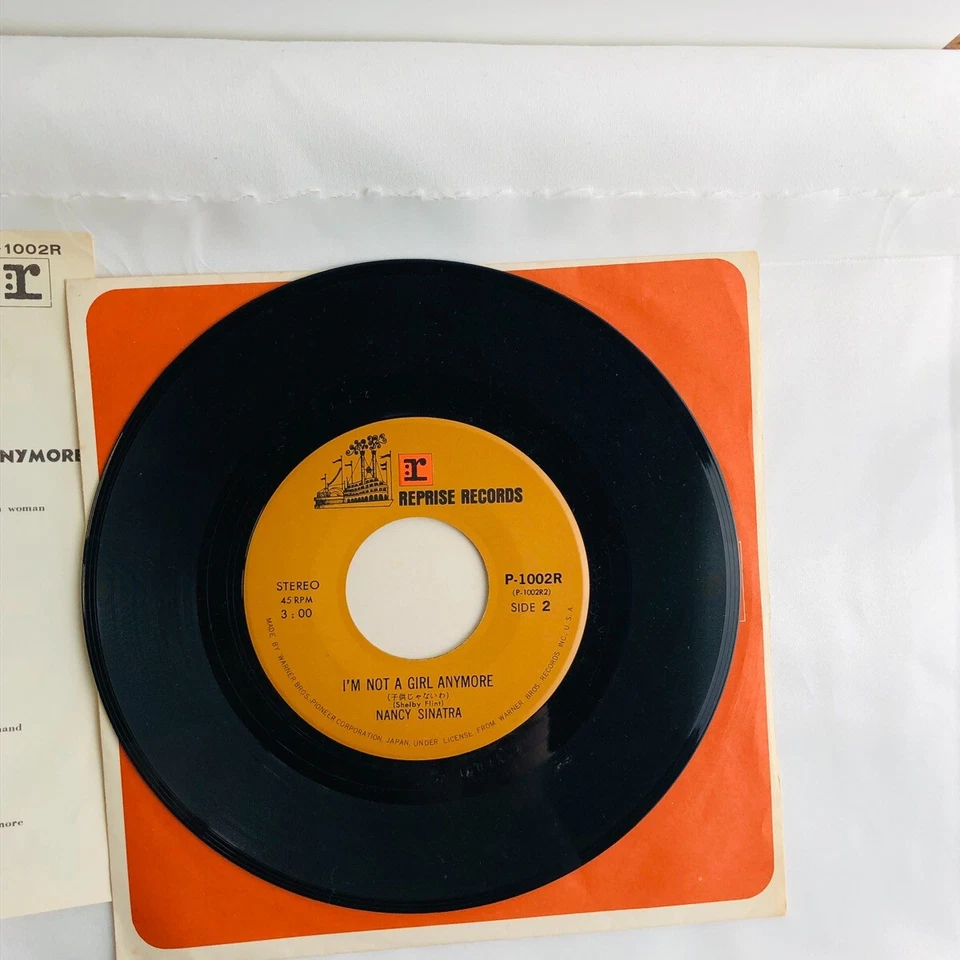 -1002R
r
NYMORE
woman
hand
more
r
REPRISE RECORDS
STEREO
45 RPM
3:00
P-1002R
(P-1002R2)
SIDE 2
I'M NOT A GIRL ANYMORE
(子供じゃないわ)
(Shelby Flint)
NANCY SINATRA
MADE BY WARNER BROS. PIONEER CORPORATION, JAPAN, UNDER LICENSE FROM WARNER BROS. RECORDS INC. U.S.A.